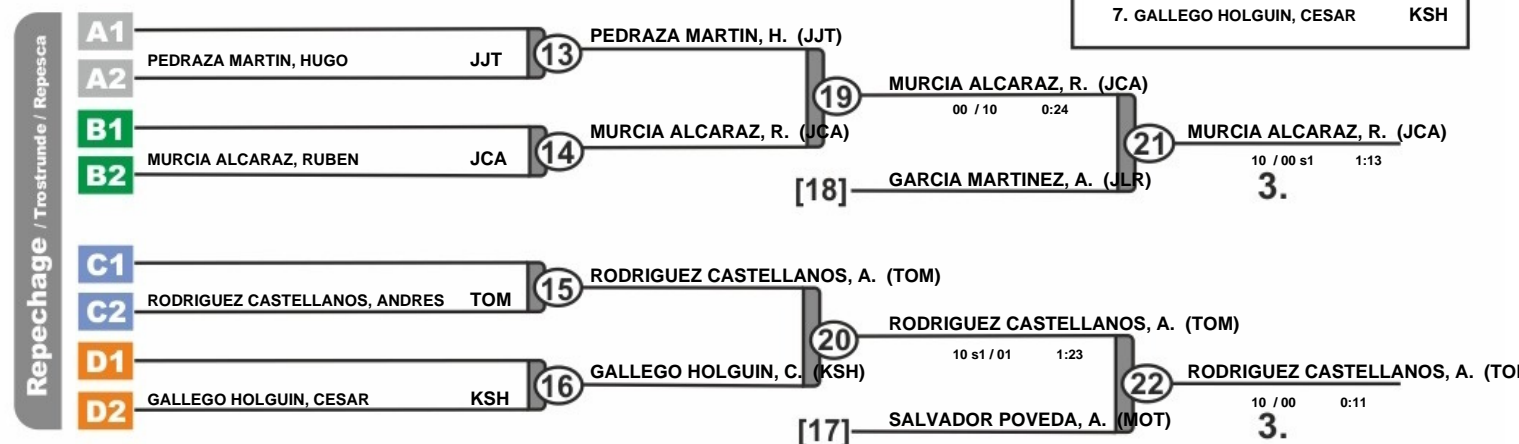 7. GALLEGO HOLGUIN, CESAR KSH
Repechage / Trostrunde / Repesca
A1
PEDRAZA MARTIN, HUGO JJT
A2
13
PEDRAZA MARTIN, H. (JJT)
B1
MURCIA ALCARAZ, RUBEN JCA
B2
14
MURCIA ALCARAZ, R. (JCA)
19
MURCIA ALCARAZ, R. (JCA)
00 / 10 0:24
[18] GARCIA MARTINEZ, A. (JLR)
21
MURCIA ALCARAZ, R. (JCA)
10 / 00 s1 1:13
3.
C1
RODRIGUEZ CASTELLANOS, ANDRES TOM
C2
15
RODRIGUEZ CASTELLANOS, A. (TOM)
D1
GALLEGO HOLGUIN, CESAR KSH
D2
16
GALLEGO HOLGUIN, C. (KSH)
20
RODRIGUEZ CASTELLANOS, A. (TOM)
10 s1 / 01 1:23
[17] SALVADOR POVEDA, A. (MOT)
22
RODRIGUEZ CASTELLANOS, A.
10 / 00 0:11
3.